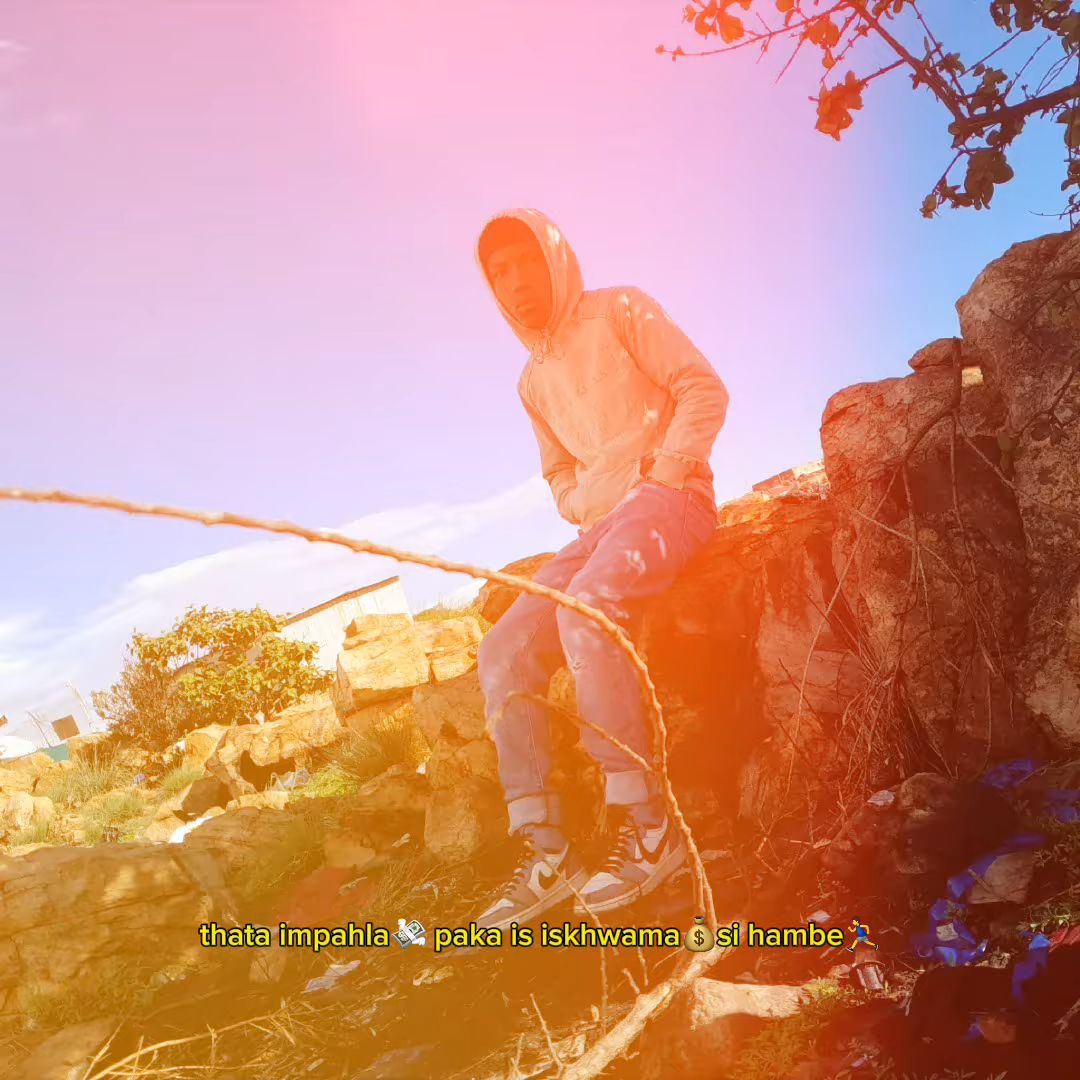 thata impahla💸 paka is iskhwama💰si hambe🏃‍♂️